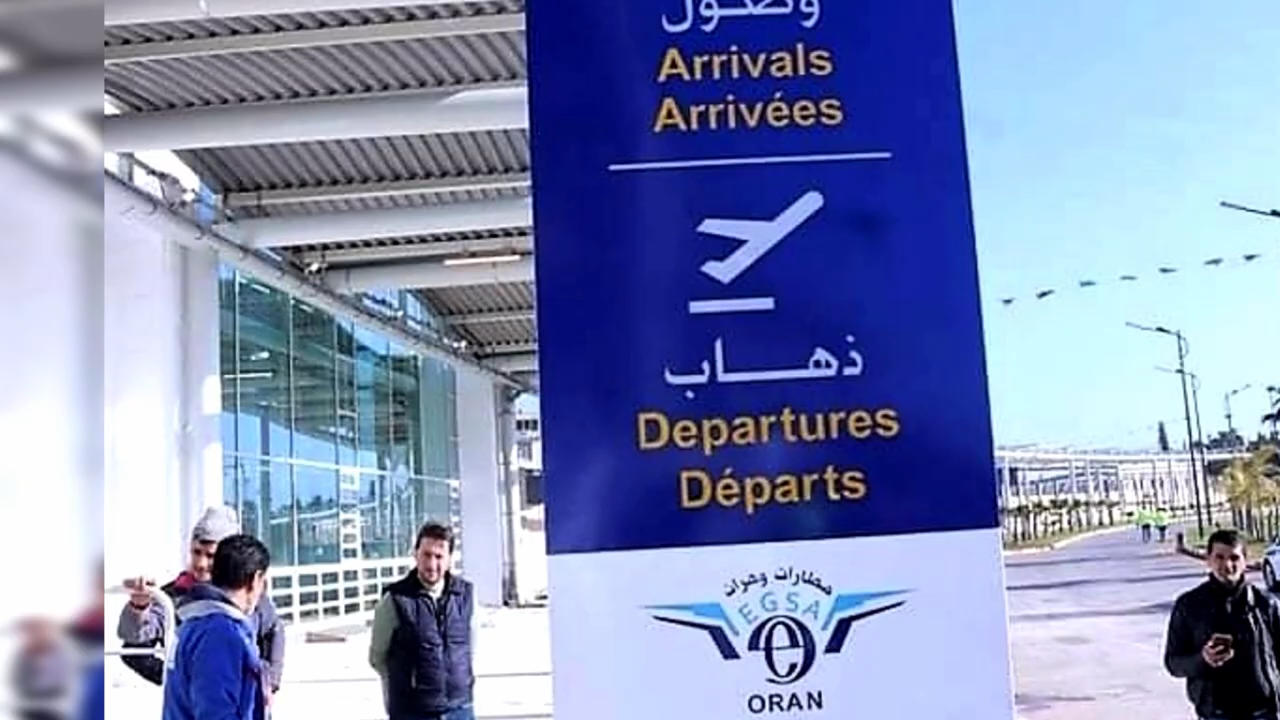 وصول
Arrivals
Arrivées
ذهاب
Departures
Départs
مطارات وهران
EGSA
ORAN